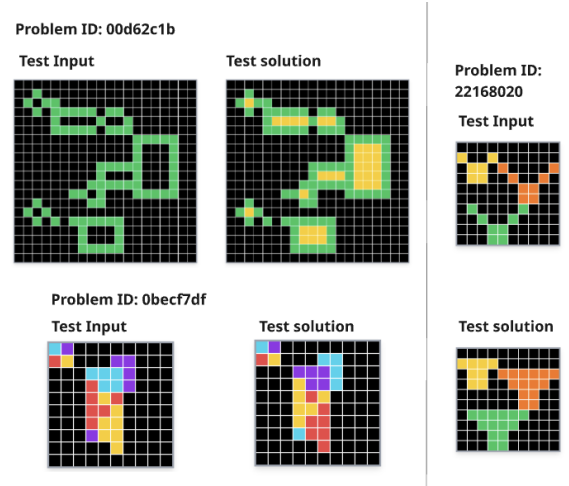 Problem ID: 00d62c1b
Test Input
Test solution
Problem ID: 0becf7df
Test Input
Test solution
Problem ID:
22168020
Test Input
Test solution